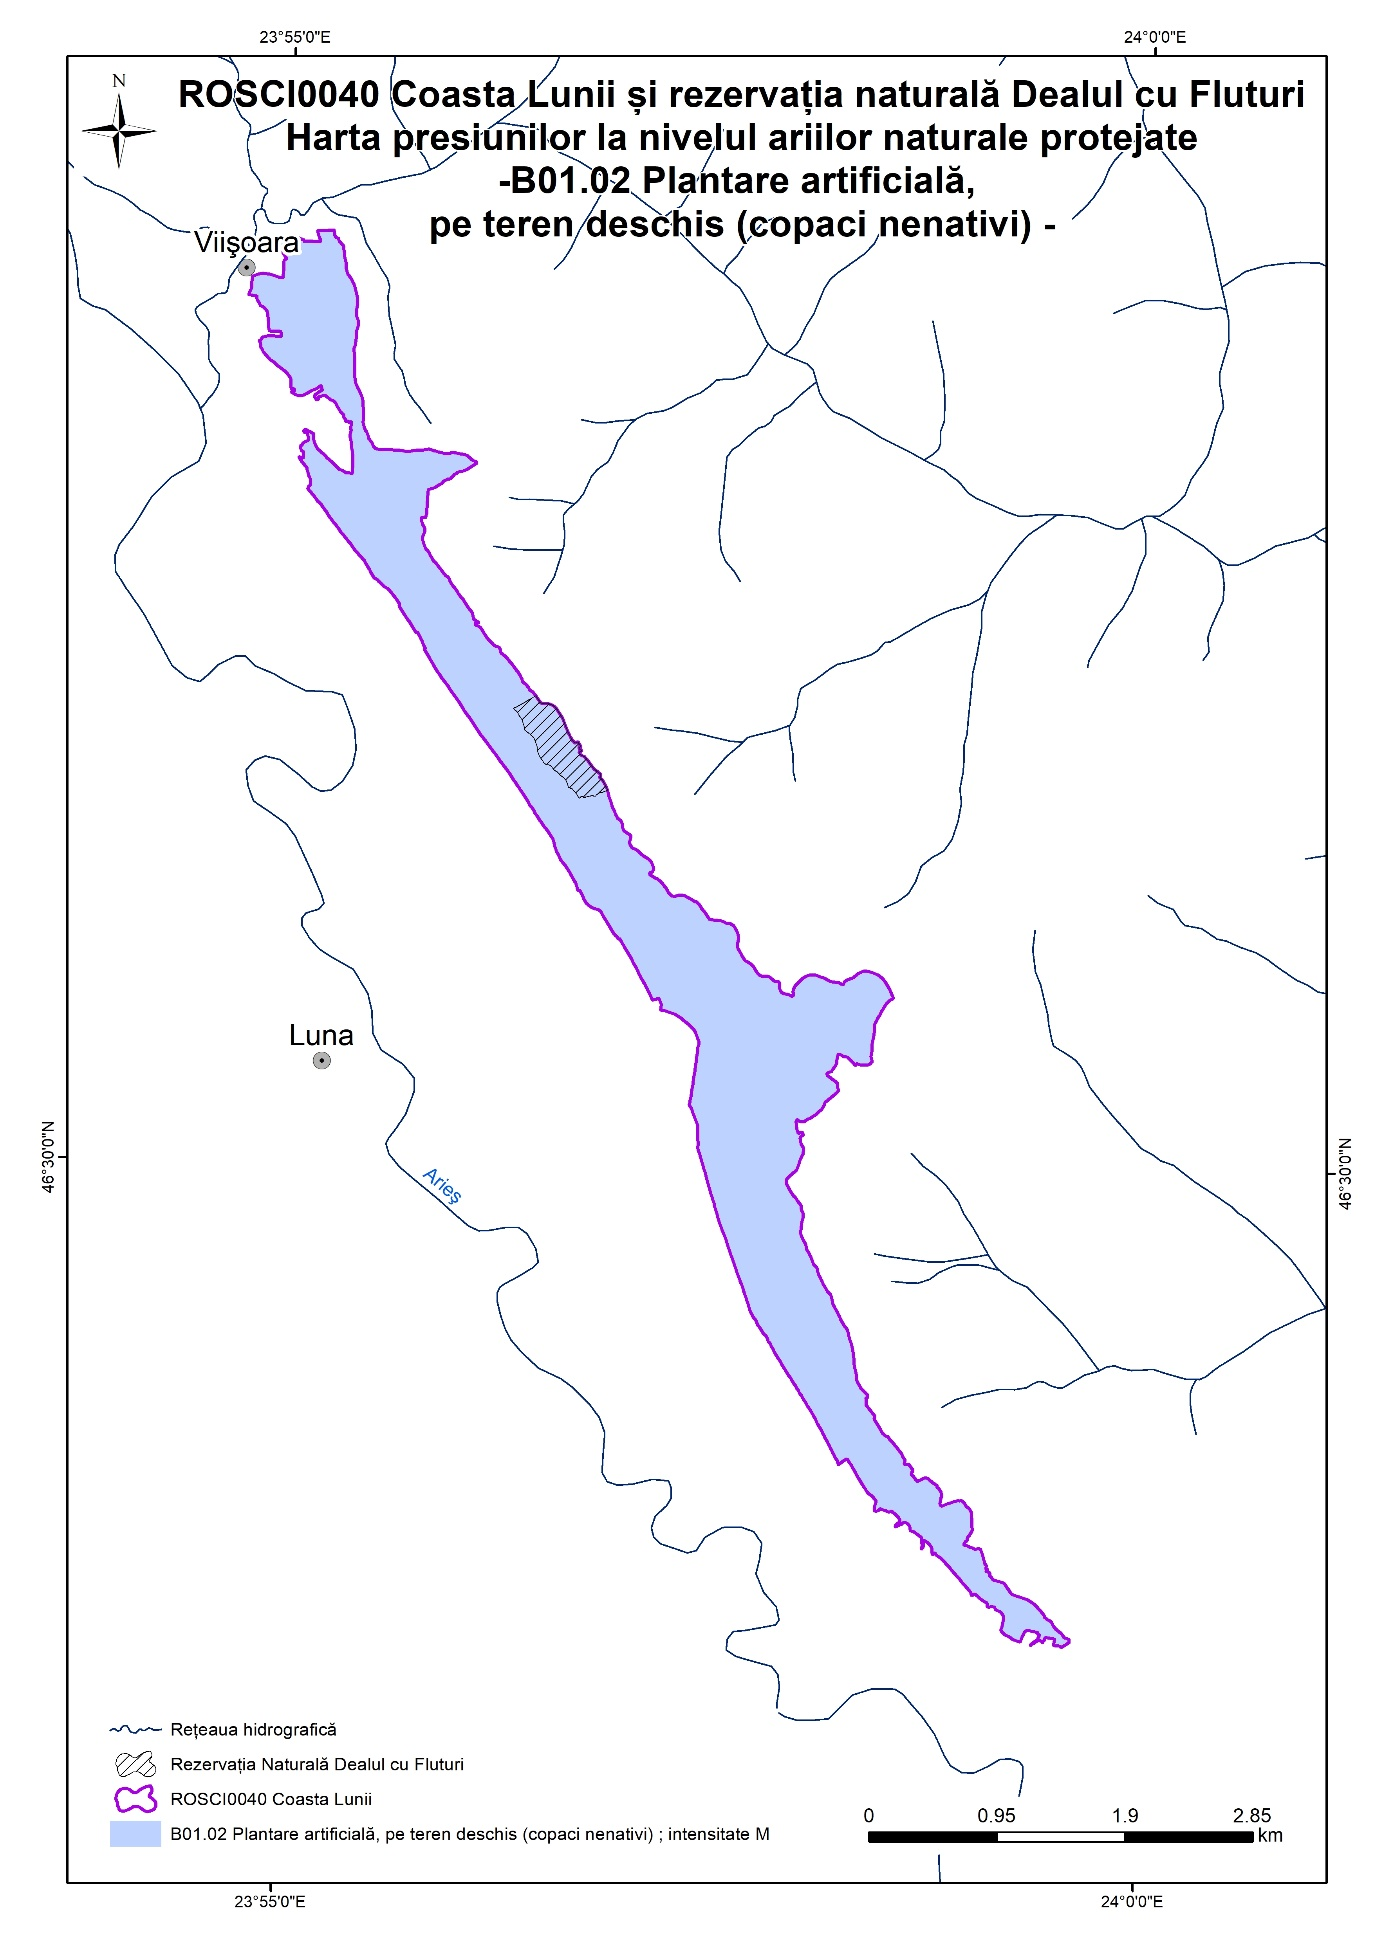 23°55'0"E
24°0'0"E
N
ROSCI0040 Coasta Lunii și rezervația naturală Dealul cu Fluturi
Harta presiunilor la nivelul ariilor naturale protejate
-B01.02 Plantare artificială,
pe teren deschis (copaci nenativi) -
Viişoara
Luna
46°30'0"N
46°30'0"N
Arieş
Rețeaua hidrografică
Rezervația Naturală Dealul cu Fluturi
ROSCI0040 Coasta Lunii
B01.02 Plantare artificială, pe teren deschis (copaci nenativi) ; intensitate M
0 0.95 1.9 2.85
km
23°55'0"E
24°0'0"E